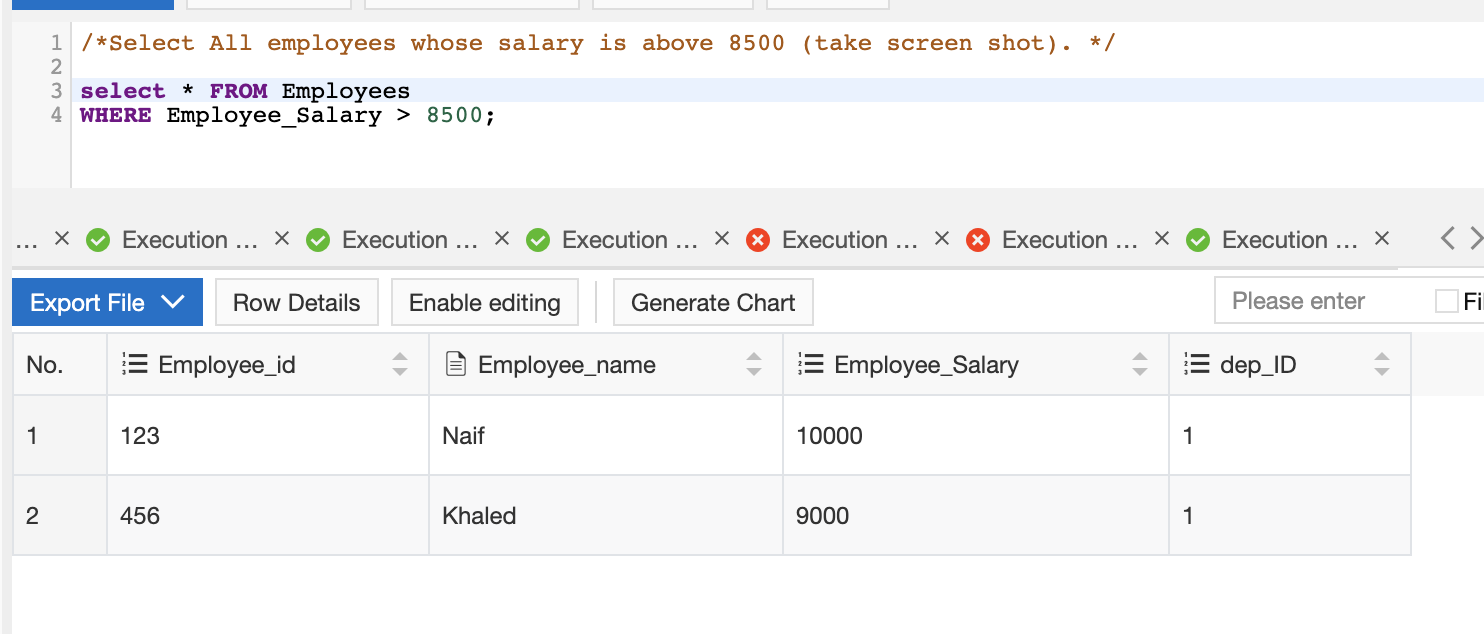 1 /*Select All employees whose salary is above 8500 (take screen shot). */
2
3 select * FROM Employees
4 WHERE Employee_Salary > 8500;
... × Execution ... × Execution ... × Execution ... × Execution ... × Execution ... × Execution ... ×
Export File Row Details Enable editing Generate Chart Please enter Fi
No. Employee_id Employee_name Employee_Salary dep_ID
1 123 Naif 10000 1
2 456 Khaled 9000 1